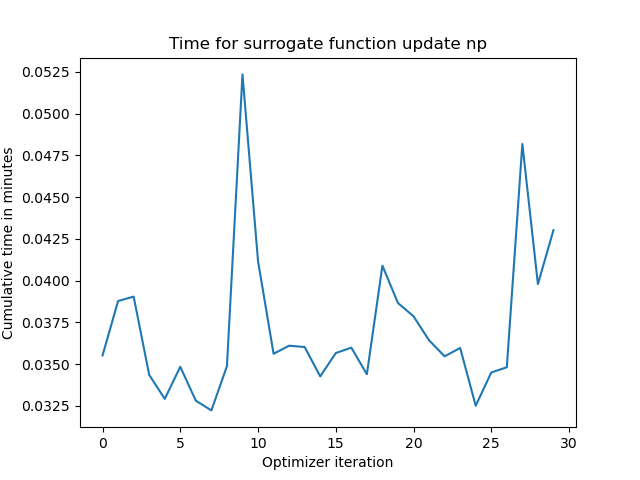 Time for surrogate function update np
Cumulative time in minutes
0.0525
0.0500
0.0475
0.0450
0.0425
0.0400
0.0375
0.0350
0.0325
0 5 10 15 20 25 30
Optimizer iteration